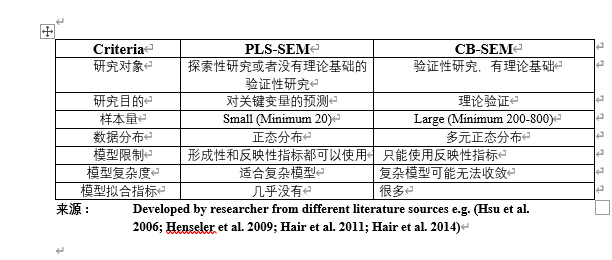 Criteria PLS-SEM CB-SEM
研究对象 探索性研究或者没有理论基础的 验证性研究，有理论基础
验证性研究
研究目的 对关键变量的预测 理论验证
样本量 Small (Minimum 20) Large (Minimum 200-800)
数据分布 正态分布 多元正态分布
模型限制 形成性和反映性指标都可以使用 只能使用反映性指标
模型复杂度 适合复杂模型 复杂模型可能无法收敛
模型拟合指标 几乎没有 很多
来源： Developed by researcher from different literature sources e.g. (Hsu et al.
2006; Henseler et al. 2009; Hair et al. 2011; Hair et al. 2014)